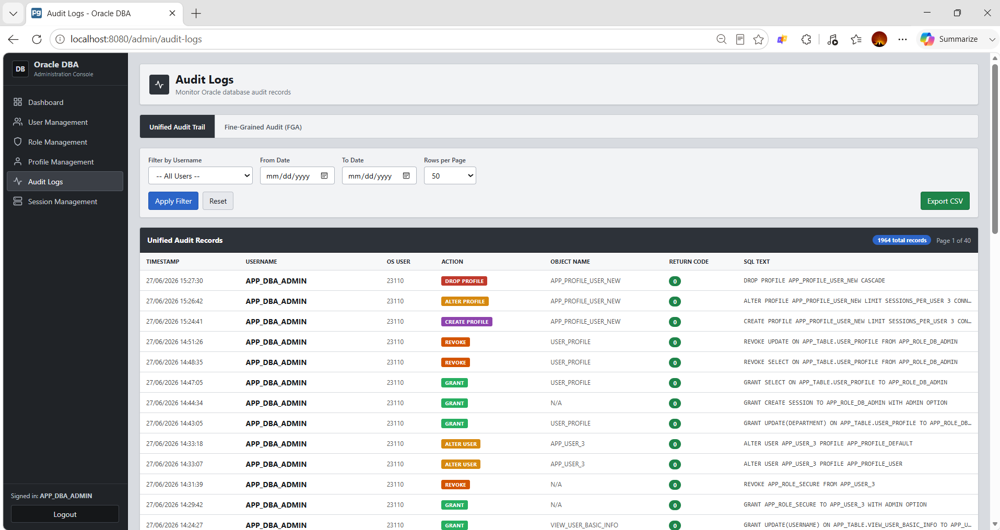 pg Audit Logs - Oracle DBA
localhost:8080/admin/audit-logs
Summarize
DB
Oracle DBA
Administration Console
Dashboard
User Management
Role Management
Profile Management
Audit Logs
Session Management
Signed in: APP_DBA_ADMIN
Logout
Audit Logs
Monitor Oracle database audit records
Unified Audit Trail Fine-Grained Audit (FGA)
Filter by Username From Date To Date Rows per Page
-- All Users -- mm/dd/yyyy mm/dd/yyyy 50
Apply Filter Reset Export CSV
Unified Audit Records 1964 total records Page 1 of 40
TIMESTAMP USERNAME OS USER ACTION OBJECT NAME RETURN CODE SQL TEXT
27/06/2026 15:27:30 APP_DBA_ADMIN 23110 DROP PROFILE APP_PROFILE_USER_NEW 0 DROP PROFILE APP_PROFILE_USER_NEW CASCADE
27/06/2026 15:26:42 APP_DBA_ADMIN 23110 ALTER PROFILE APP_PROFILE_USER_NEW 0 ALTER PROFILE APP_PROFILE_USER_NEW LIMIT SESSIONS_PER_USER 3 CONN…
27/06/2026 15:24:41 APP_DBA_ADMIN 23110 CREATE PROFILE APP_PROFILE_USER_NEW 0 CREATE PROFILE APP_PROFILE_USER_NEW LIMIT SESSIONS_PER_USER 3 CON…
27/06/2026 14:51:26 APP_DBA_ADMIN 23110 REVOKE USER_PROFILE 0 REVOKE UPDATE ON APP_TABLE.USER_PROFILE FROM APP_ROLE_DB_ADMIN
27/06/2026 14:48:35 APP_DBA_ADMIN 23110 REVOKE USER_PROFILE 0 REVOKE SELECT ON APP_TABLE.USER_PROFILE FROM APP_ROLE_DB_ADMIN
27/06/2026 14:47:05 APP_DBA_ADMIN 23110 GRANT USER_PROFILE 0 GRANT SELECT ON APP_TABLE.USER_PROFILE TO APP_ROLE_DB_ADMIN
27/06/2026 14:44:34 APP_DBA_ADMIN 23110 GRANT N/A 0 GRANT CREATE SESSION TO APP_ROLE_DB_ADMIN WITH ADMIN OPTION
27/06/2026 14:43:05 APP_DBA_ADMIN 23110 GRANT USER_PROFILE 0 GRANT UPDATE(DEPARTMENT) ON APP_TABLE.USER_PROFILE TO APP_ROLE_DB…
27/06/2026 14:33:18 APP_DBA_ADMIN 23110 ALTER USER APP_USER_3 0 ALTER USER APP_USER_3 PROFILE APP_PROFILE_DEFAULT
27/06/2026 14:33:07 APP_DBA_ADMIN 23110 ALTER USER APP_USER_3 0 ALTER USER APP_USER_3 PROFILE APP_PROFILE_USER
27/06/2026 14:31:39 APP_DBA_ADMIN 23110 REVOKE N/A 0 REVOKE APP_ROLE_SECURE FROM APP_USER_3
27/06/2026 14:29:42 APP_DBA_ADMIN 23110 GRANT N/A 0 GRANT APP_ROLE_SECURE TO APP_USER_3 WITH ADMIN OPTION
27/06/2026 14:24:27 APP_DBA_ADMIN 23110 GRANT VIEW_USER_BASIC_INFO 0 GRANT UPDATE(USERNAME) ON APP_TABLE.VIEW_USER_BASIC_INFO TO APP_U…